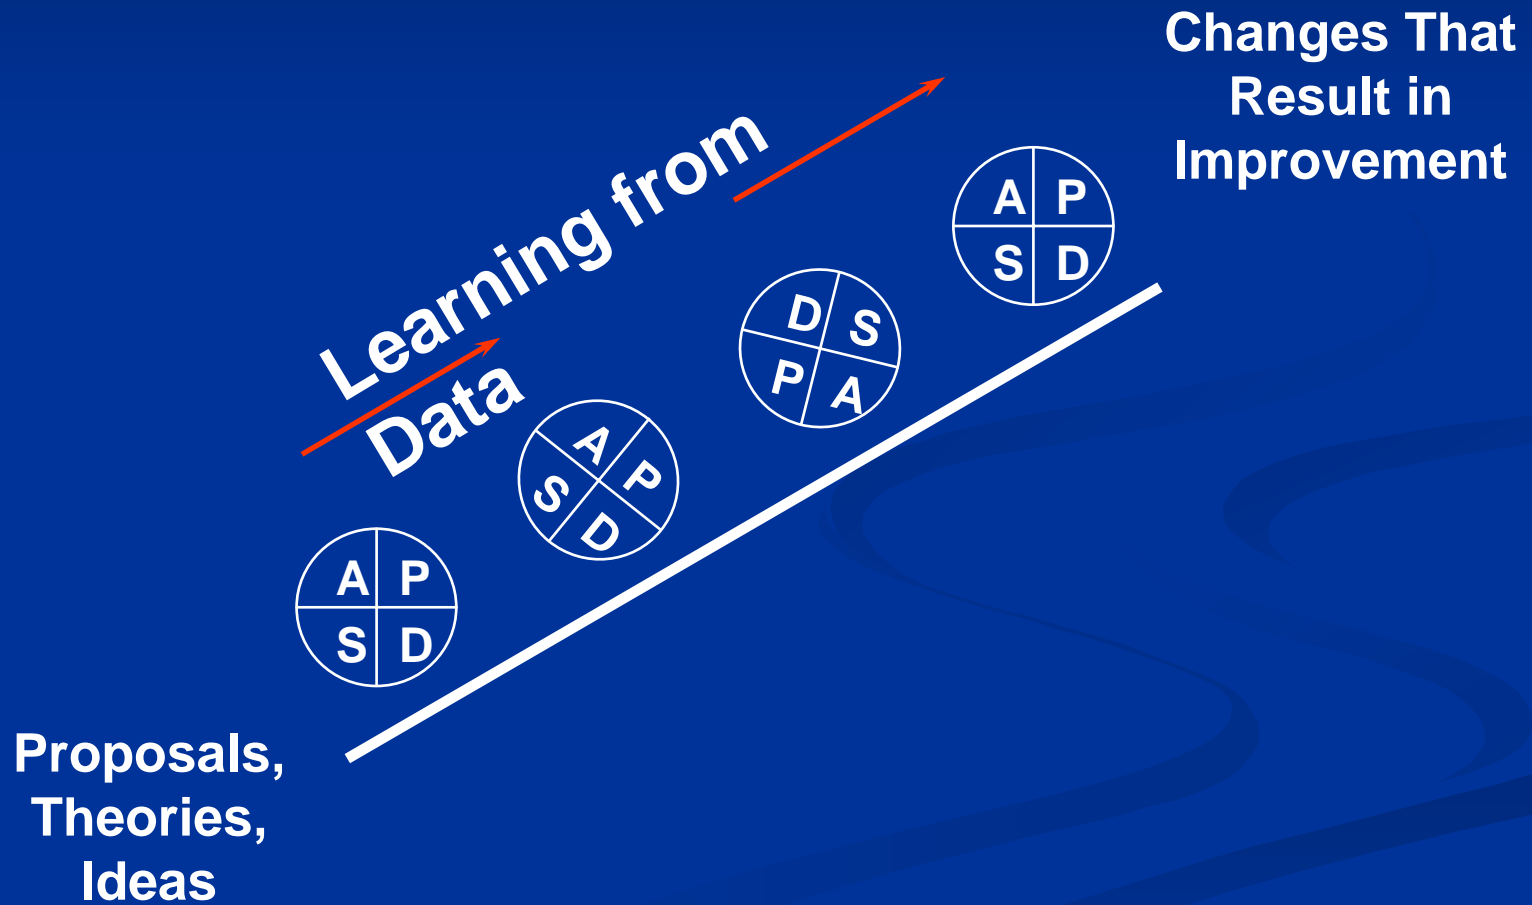 Changes That
Result in
Improvement
Learning from
Data
A P
S D
D S
P A
A P
S D
A P
S D
Proposals,
Theories,
Ideas